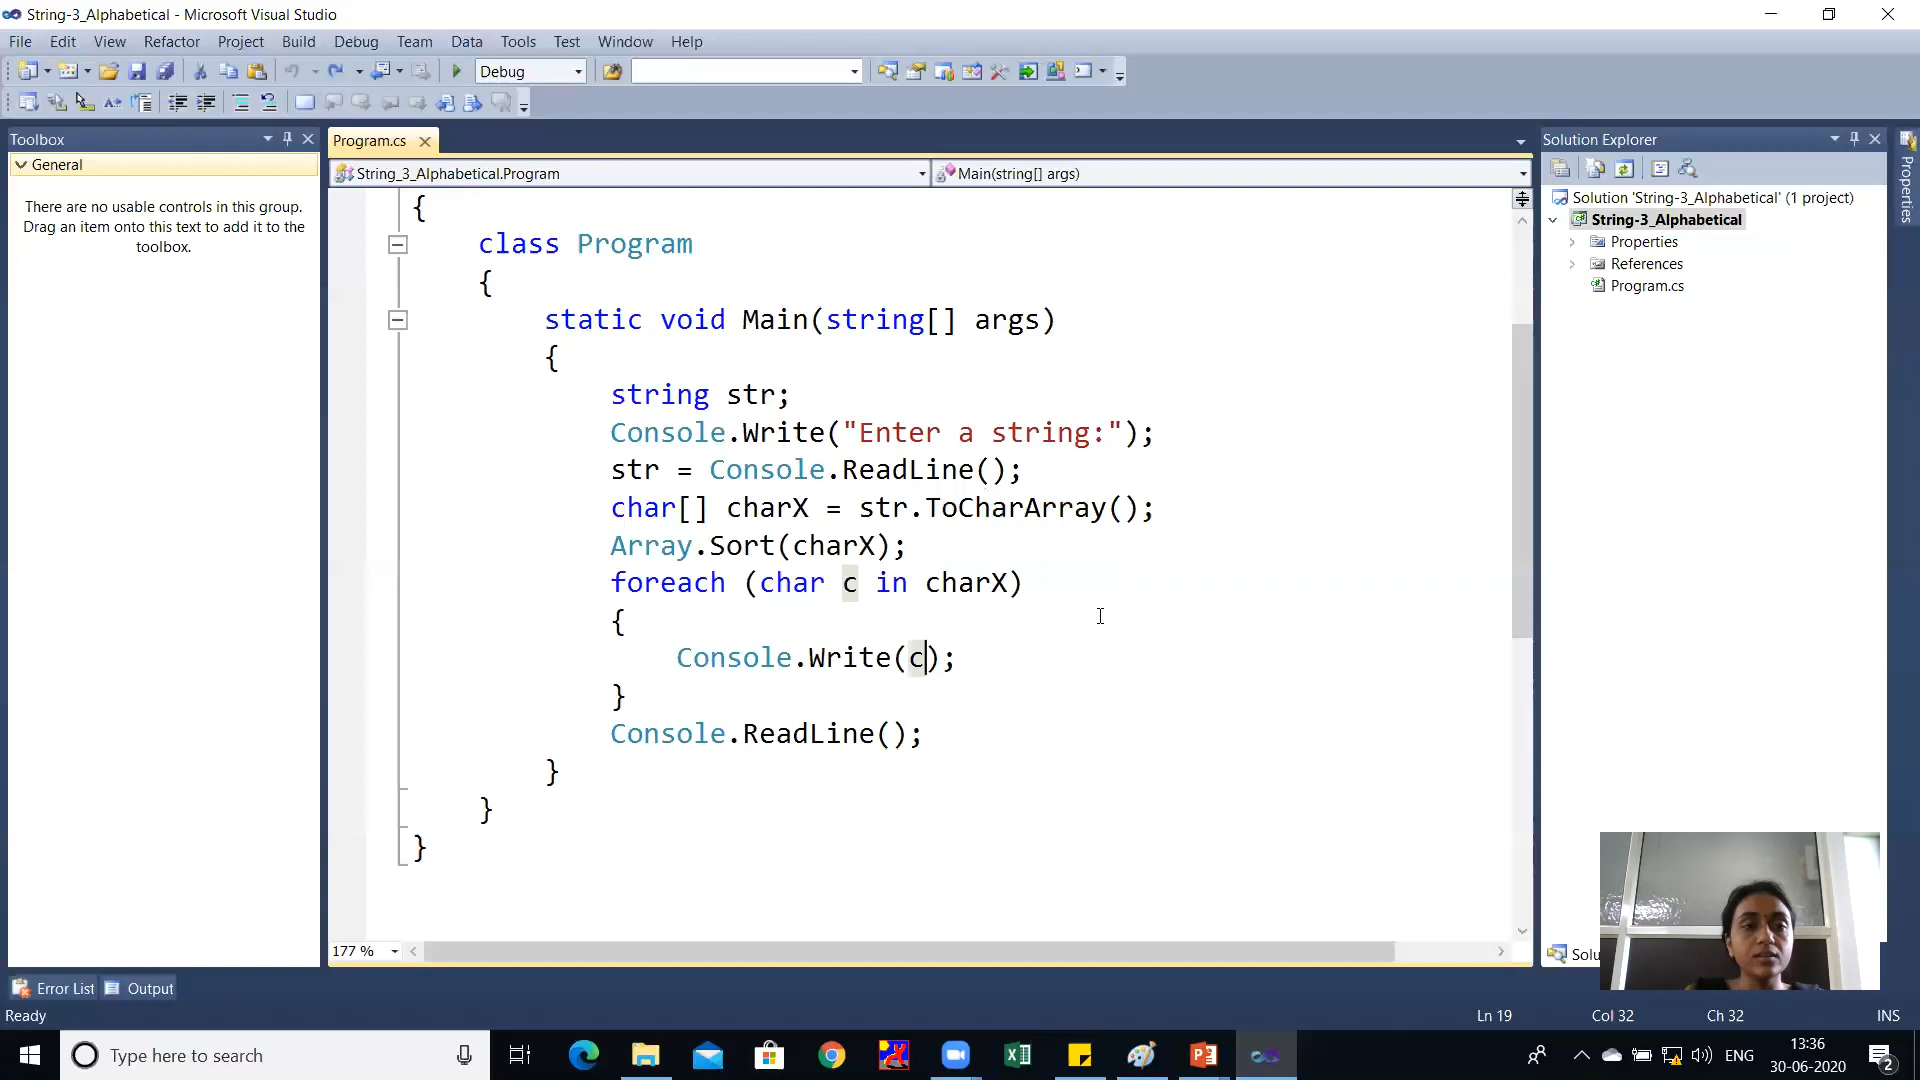 String-3_Alphabetical - Microsoft Visual Studio
File Edit View Refactor Project Build Debug Team Data Tools Test Window Help
Debug
Toolbox
General
There are no usable controls in this group.
Drag an item onto this text to add it to the
toolbox.
Program.cs
String_3_Alphabetical.Program
Main(string[] args)
{
class Program
{
static void Main(string[] args)
{
string str;
Console.Write("Enter a string:");
str = Console.ReadLine();
char[] charX = str.ToCharArray();
Array.Sort(charX);
foreach (char c in charX)
{
Console.Write(c);
}
Console.ReadLine();
}
}
}
177 %
Solution Explorer
Solution 'String-3_Alphabetical' (1 project)
String-3_Alphabetical
Properties
References
Program.cs
Solu
Properties
Error List Output
Ready Ln 19 Col 32 Ch 32 INS
Type here to search
ENG
13:36
30-06-2020
2